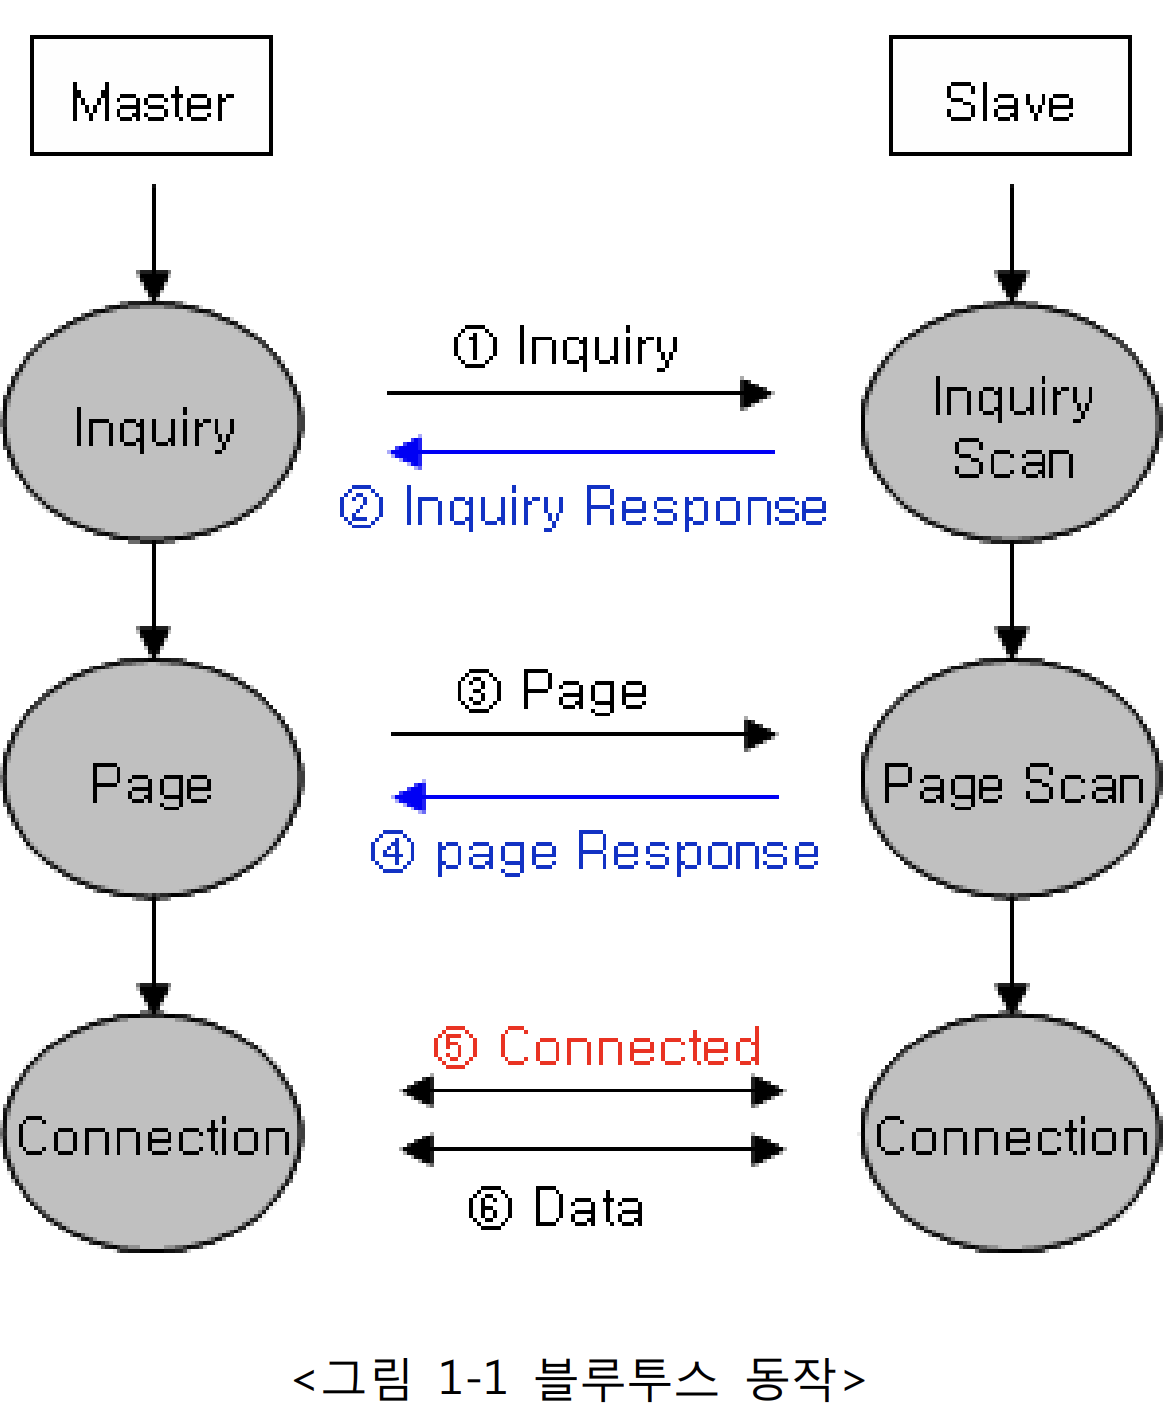 Master
Slave
① Inquiry
Inquiry
Inquiry
Scan
② Inquiry Response
③ Page
Page
Page Scan
④ page Response
⑤ Connected
Connection
Connection
⑥ Data
<그림 1-1 블루투스 동작>